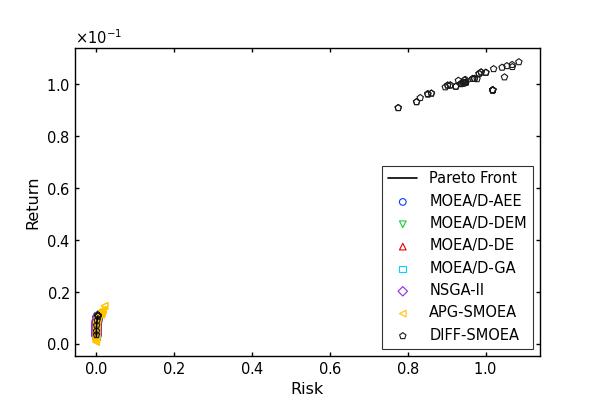 ×10⁻¹
1.0
0.8
0.6
0.4
0.2
0.0
Return
Pareto Front
MOEA/D-AEE
MOEA/D-DEM
MOEA/D-DE
MOEA/D-GA
NSGA-II
APG-SMOEA
DIFF-SMOEA
0.0 0.2 0.4 0.6 0.8 1.0
Risk